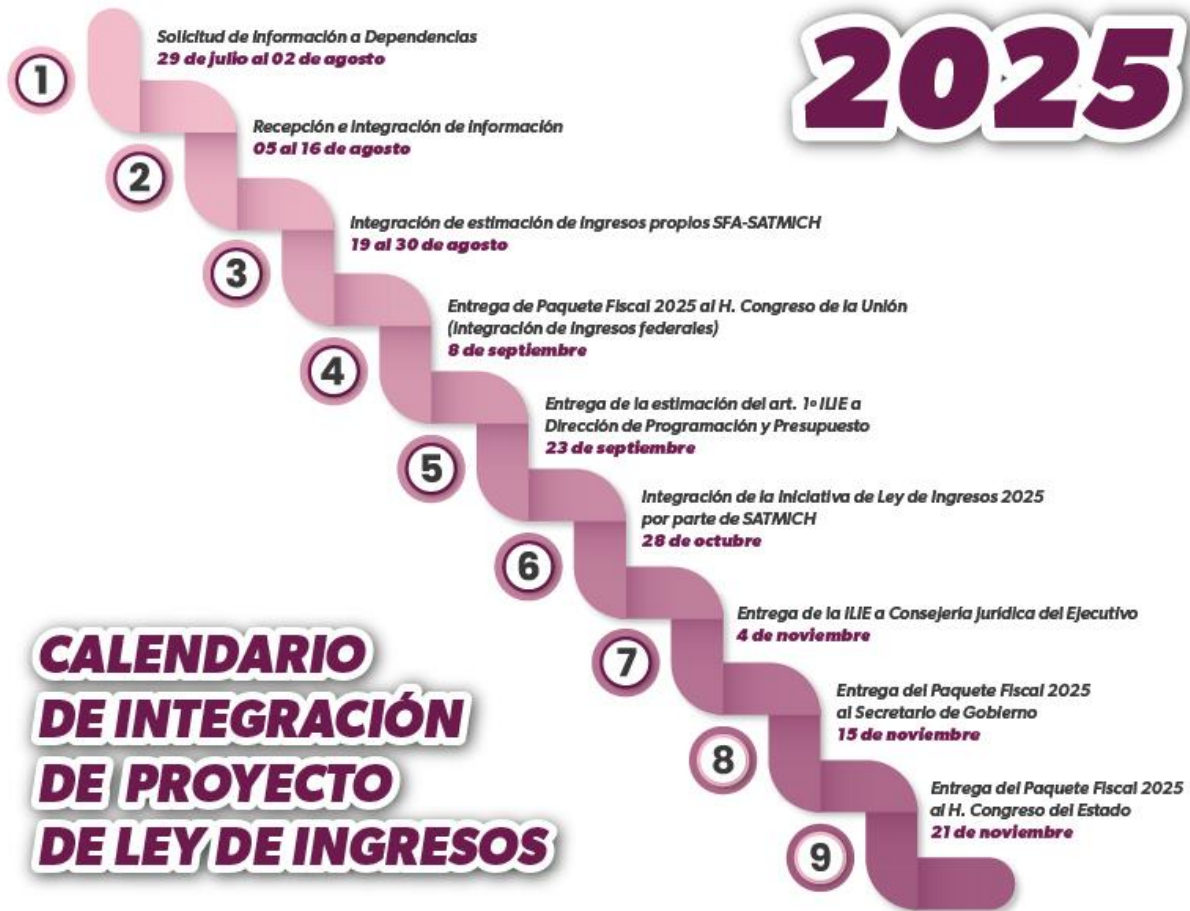 2025
1
Solicitud de Información a Dependencias
29 de julio al 02 de agosto
2
Recepción e integración de información
05 al 16 de agosto
3
Integración de estimación de ingresos propios SFA-SATMICH
19 al 30 de agosto
4
Entrega de Paquete Fiscal 2025 al H. Congreso de la Unión
(integración de ingresos federales)
8 de septiembre
5
Entrega de la estimación del art. 1º ILIE a
Dirección de Programación y Presupuesto
23 de septiembre
6
Integración de la Iniciativa de Ley de Ingresos 2025
por parte de SATMICH
28 de octubre
7
Entrega de la ILIE a Consejería Jurídica del Ejecutivo
4 de noviembre
8
Entrega del Paquete Fiscal 2025
al Secretario de Gobierno
15 de noviembre
9
Entrega del Paquete Fiscal 2025
al H. Congreso del Estado
21 de noviembre
CALENDARIO
DE INTEGRACIÓN
DE PROYECTO
DE LEY DE INGRESOS